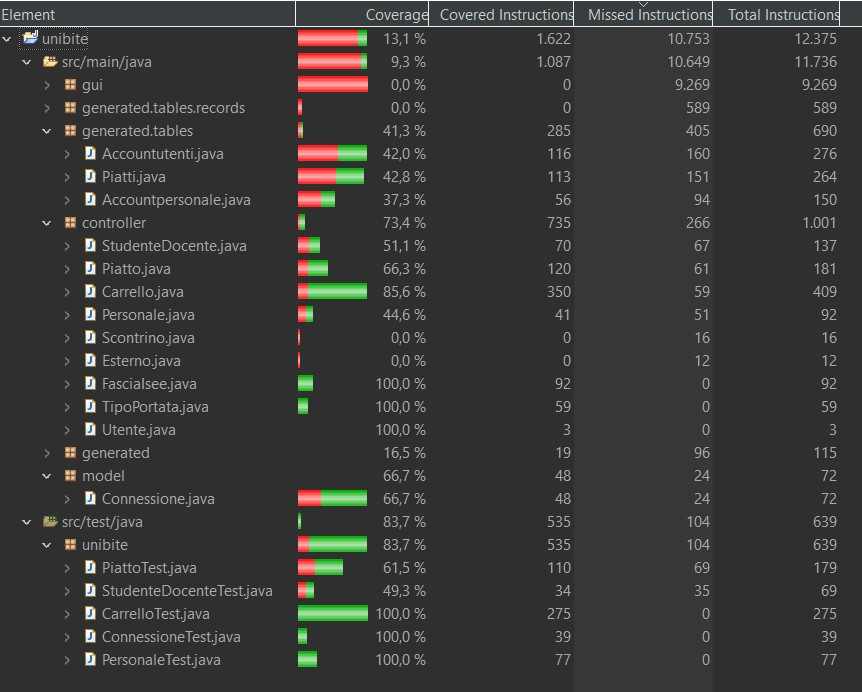 Element Coverage Covered Instructions Missed Instructions Total Instructions
unibite 13,1 % 1.622 10.753 12.375
src/main/java 9,3 % 1.087 10.649 11.736
gui 0,0 % 0 9.269 9.269
generated.tables.records 0,0 % 0 589 589
generated.tables 41,3 % 285 405 690
Accountutenti.java 42,0 % 116 160 276
Piatti.java 42,8 % 113 151 264
Accountpersonale.java 37,3 % 56 94 150
controller 73,4 % 735 266 1.001
StudenteDocente.java 51,1 % 70 67 137
Piatto.java 66,3 % 120 61 181
Carrello.java 85,6 % 350 59 409
Personale.java 44,6 % 41 51 92
Scontrino.java 0,0 % 0 16 16
Esterno.java 0,0 % 0 12 12
FasciaIsee.java 100,0 % 92 0 92
TipoPortata.java 100,0 % 59 0 59
Utente.java 100,0 % 3 0 3
generated 16,5 % 19 96 115
model 66,7 % 48 24 72
Connessione.java 66,7 % 48 24 72
src/test/java 83,7 % 535 104 639
unibite 83,7 % 535 104 639
PiattoTest.java 61,5 % 110 69 179
StudenteDocenteTest.java 49,3 % 34 35 69
CarrelloTest.java 100,0 % 275 0 275
ConnessioneTest.java 100,0 % 39 0 39
PersonaleTest.java 100,0 % 77 0 77